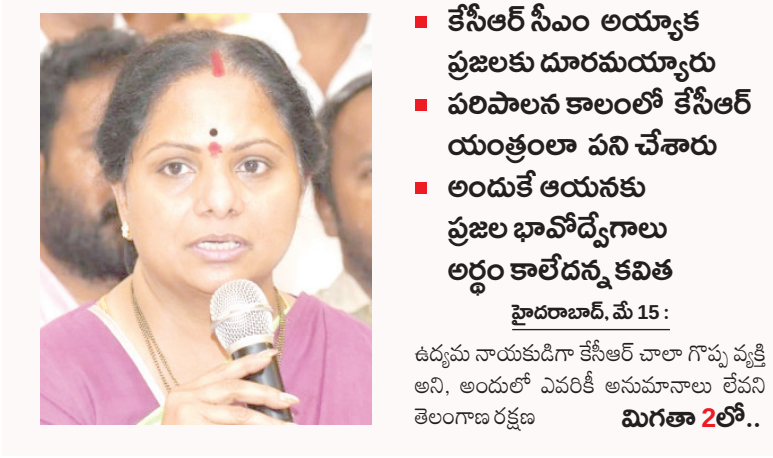 కేసీఆర్ సీఎం అయ్యాక
ప్రజలకు దూరమయ్యారు
పరిపాలన కాలంలో కేసీఆర్
యంత్రంలా పని చేశారు
అందుకే ఆయనకు
ప్రజల భావోద్వేగాలు
అర్థం కాలేదన్న కవిత
హైదరాబాద్, మే 15 :
ఉద్యమ నాయకుడిగా కేసీఆర్ చాలా గొప్ప వ్యక్తి
అని, అందులో ఎవరికీ అనుమానాలు లేవని
తెలంగాణ రక్షణ మిగతా 2లో..